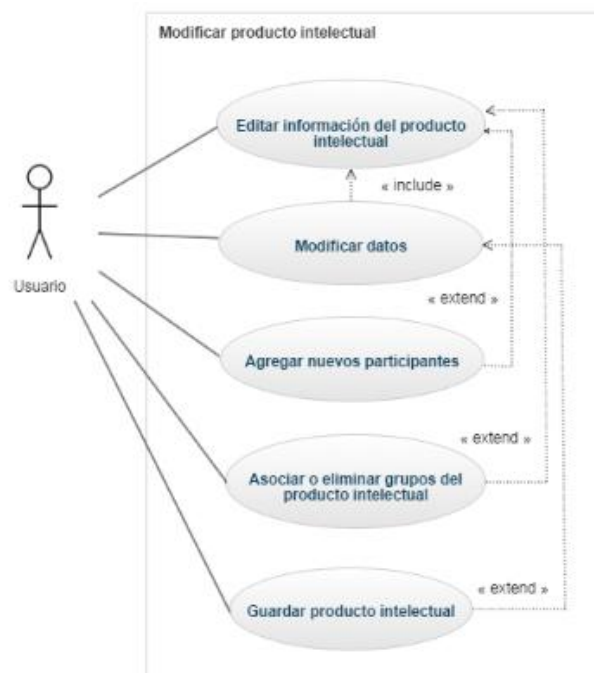 Modificar producto intelectual
Editar información del producto
intelectual
« include »
Modificar datos
Usuario
« extend »
Agregar nuevos participantes
« extend »
Asociar o eliminar grupos del
producto intelectual
« extend »
Guardar producto intelectual